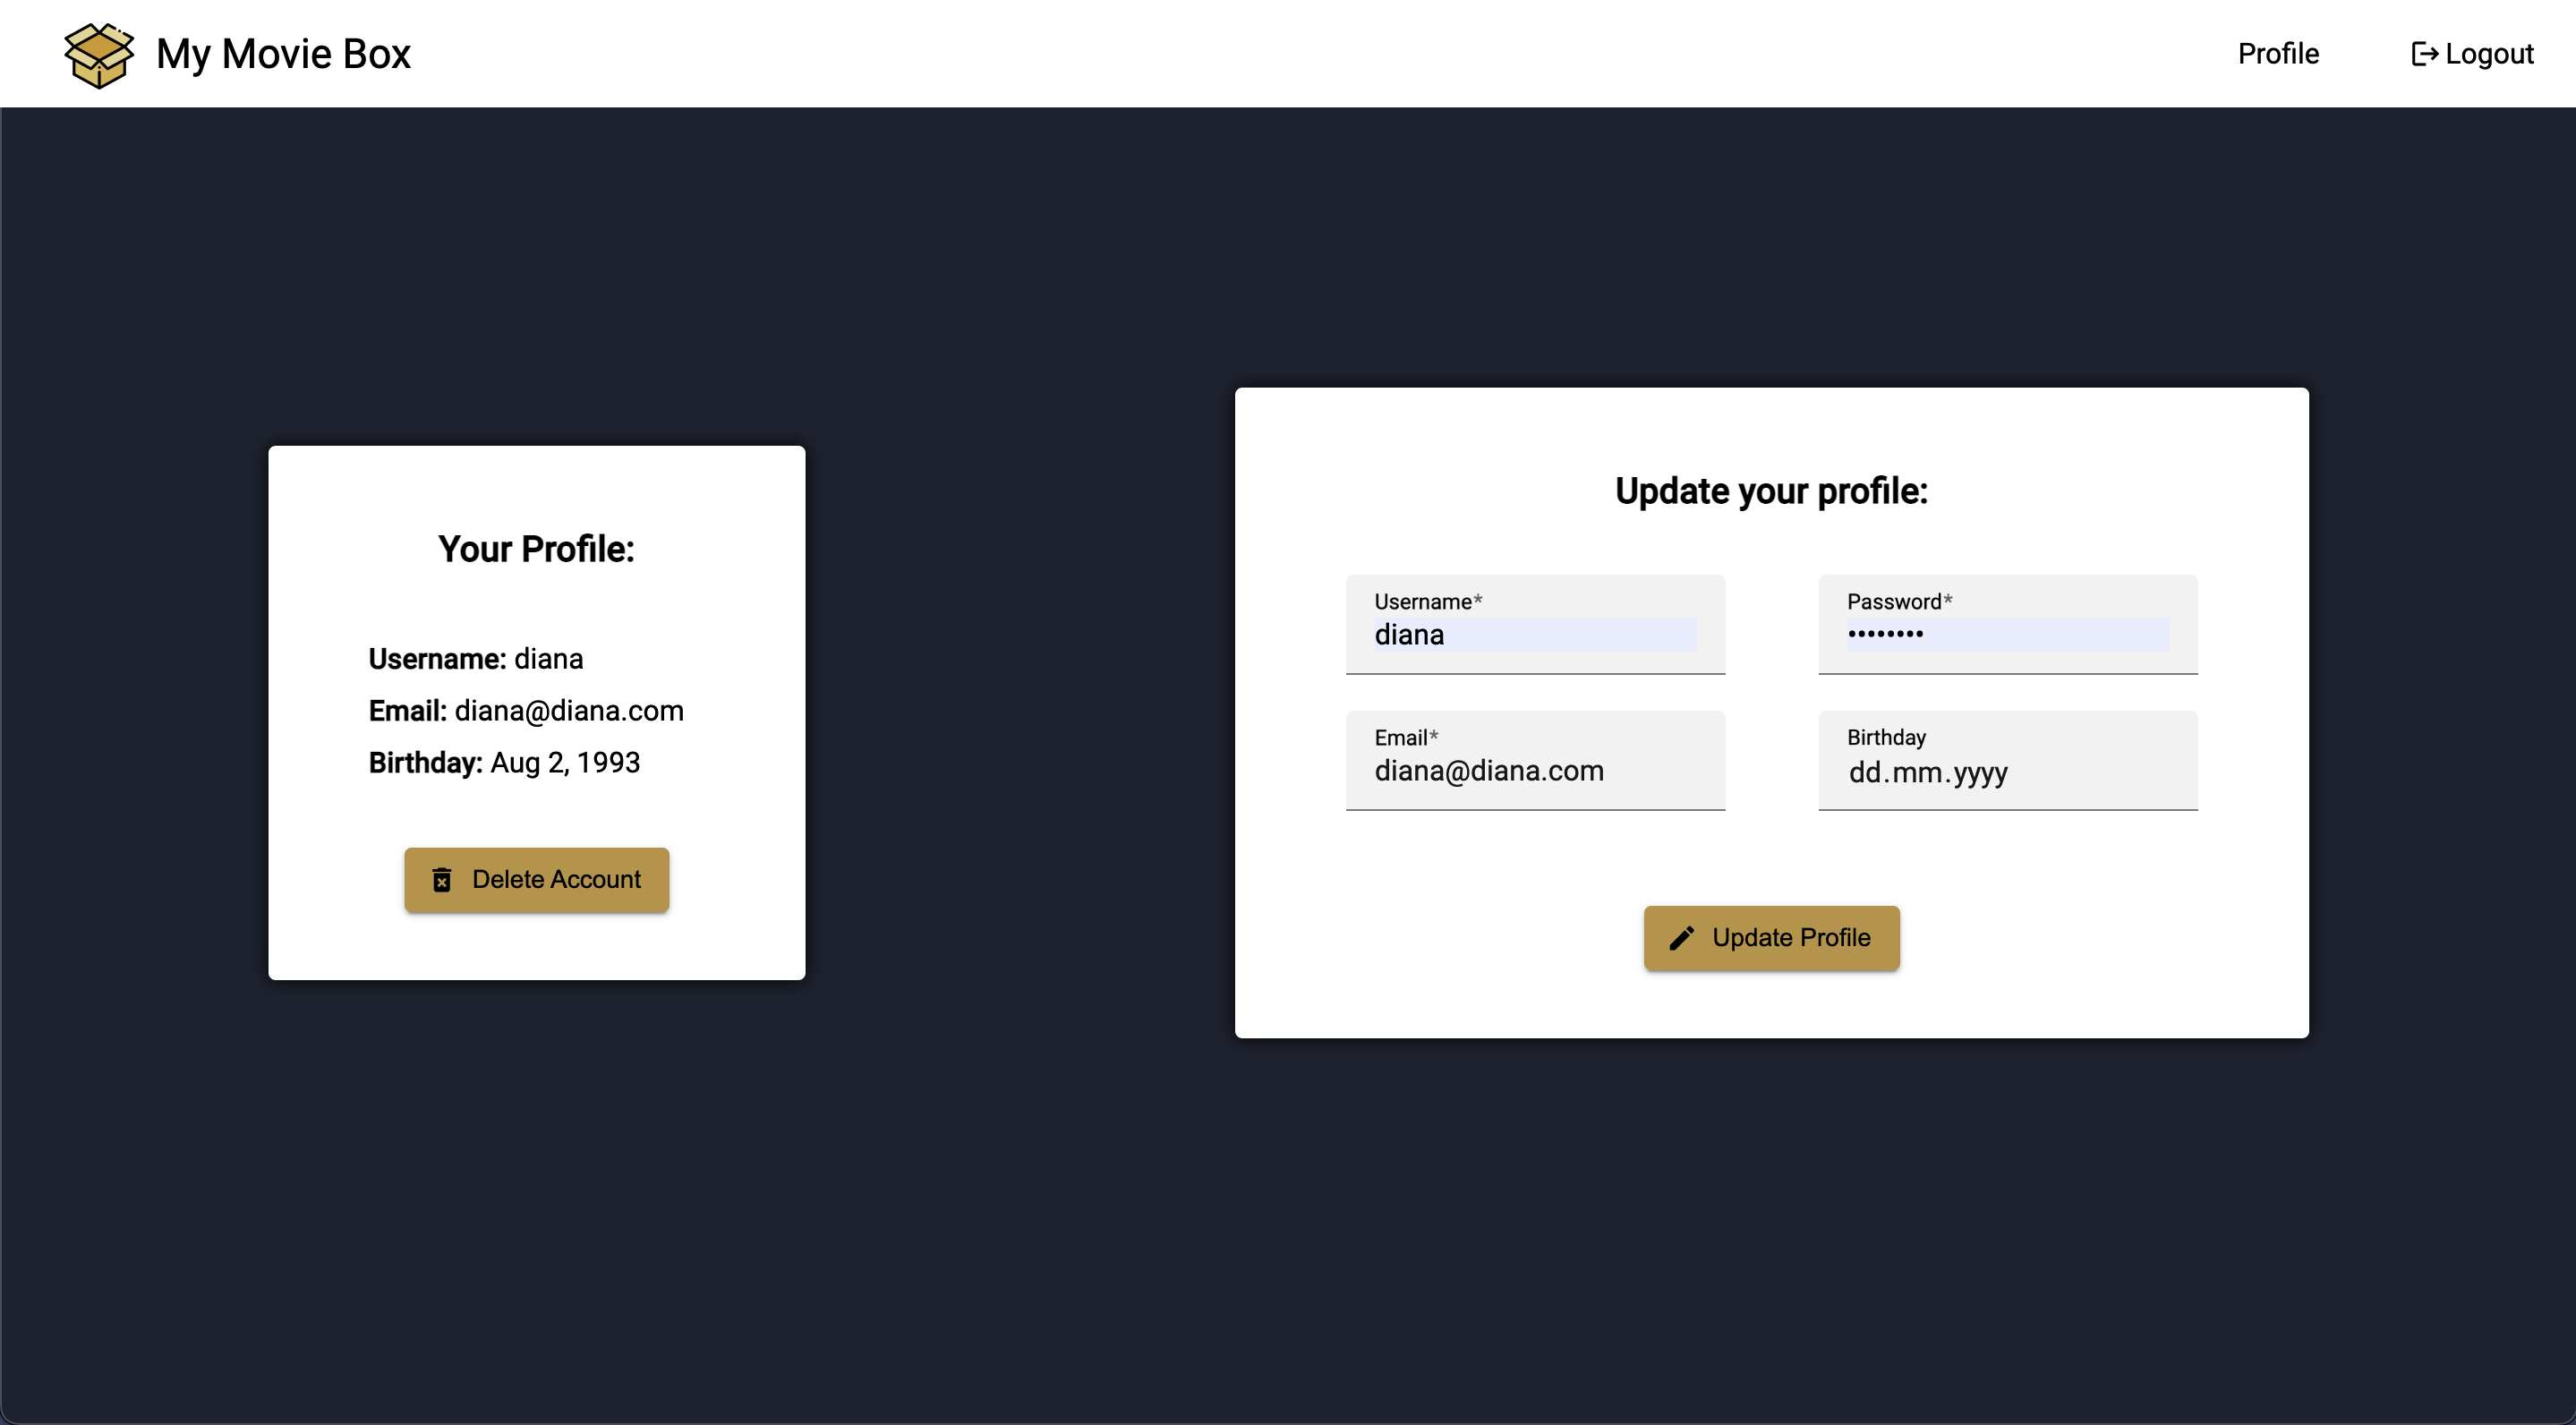 My Movie Box
Profile
Logout
Your Profile:
Username: diana
Email: diana@diana.com
Birthday: Aug 2, 1993
Delete Account
Update your profile:
Username*
diana
Password*
••••••••
Email*
diana@diana.com
Birthday
dd.mm.yyyy
Update Profile